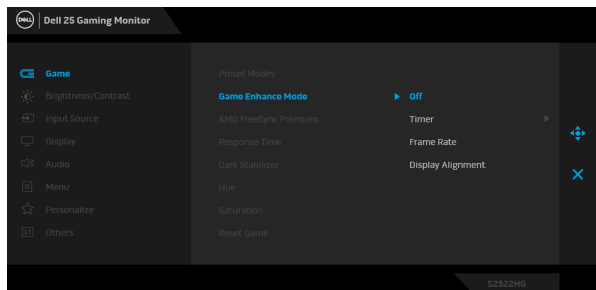 DELL Dell 25 Gaming Monitor
Game
Brightness/Contrast
Input Source
Display
Audio
Menu
Personalize
Others
Preset Modes
Game Enhance Mode
AMD FreeSync Premium
Response Time
Dark Stabilizer
Hue
Saturation
Reset Game
Off
Timer
Frame Rate
Display Alignment
S2522HG